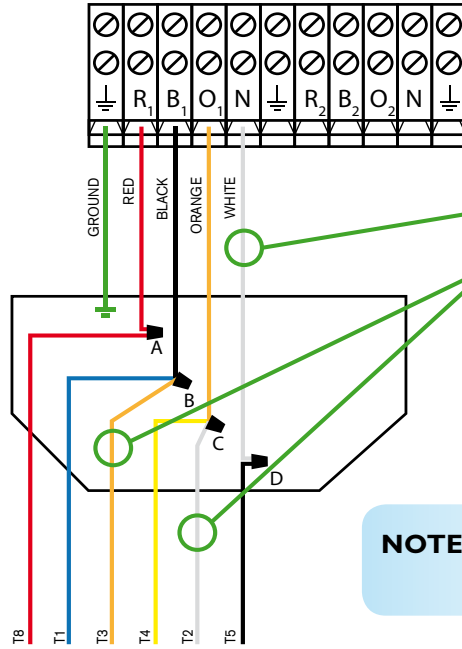 R1 B1 O1 N R2 B2 O2 N
GROUND
RED
BLACK
ORANGE
WHITE
A
B
C
D
NOTE
T8
T1
T3
T4
T2
T5